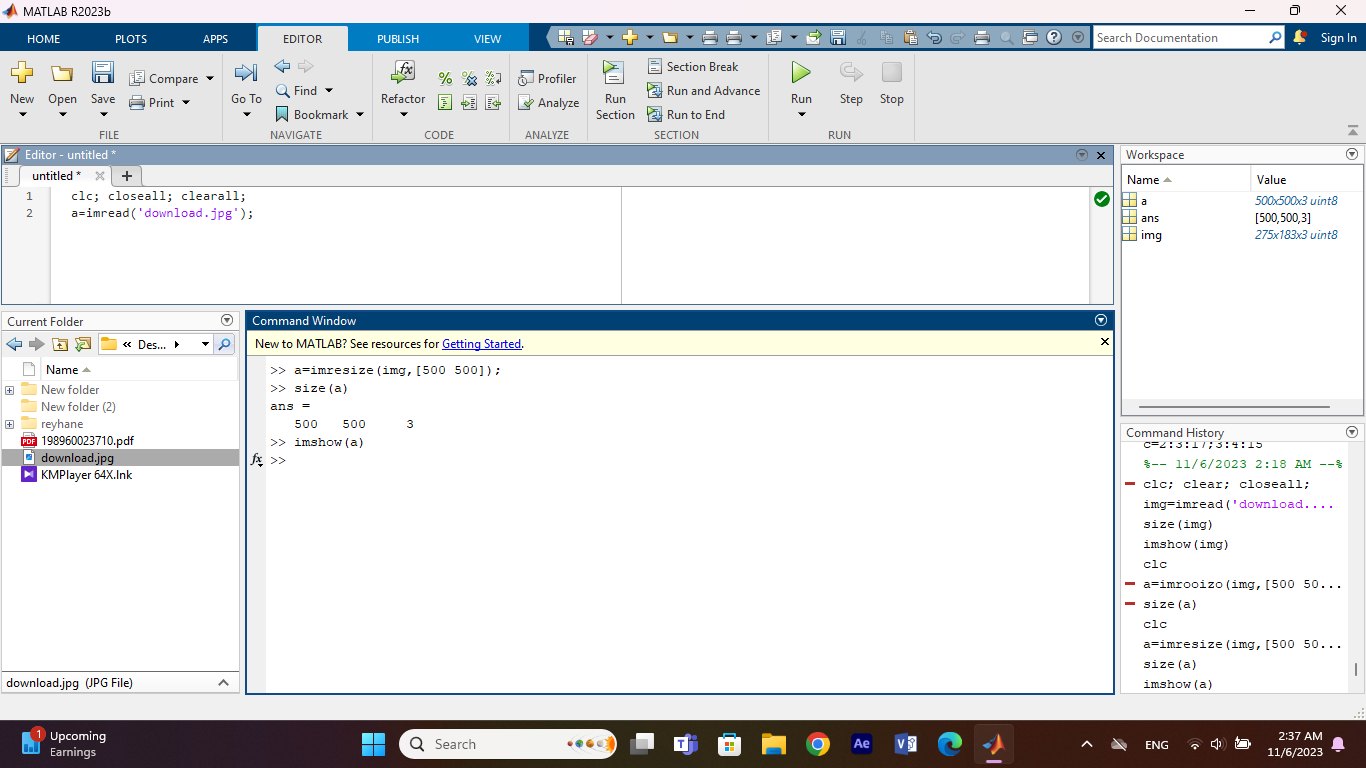 MATLAB R2023b
HOME PLOTS APPS EDITOR PUBLISH VIEW Search Documentation Sign In
New Open Save Compare Print Go To Find Bookmark Refactor Profiler Analyze Run Section Section Break Run and Advance Run to End Run Step Stop
FILE NAVIGATE CODE ANALYZE SECTION RUN
Editor - untitled *
untitled *
1 clc; closeall; clearall;
2 a=imread('download.jpg');
Workspace
Name Value
a 500x500x3 uint8
ans [500,500,3]
img 275x183x3 uint8
Current Folder
« Des...
Name
New folder
New folder (2)
reyhane
PDF 198960023710.pdf
download.jpg
KMPlayer 64X.lnk
download.jpg (JPG File)
Command Window
New to MATLAB? See resources for Getting Started.
>> a=imresize(img,[500 500]);
>> size(a)
ans =
500 500 3
>> imshow(a)
fx >>
Command History
c=2:3:17;3:4:15
%-- 11/6/2023 2:18 AM --%
clc; clear; closeall;
img=imread('download....
size(img)
imshow(img)
clc
a=imrooizo(img,[500 50...
size(a)
clc
a=imresize(img,[500 50...
size(a)
imshow(a)
1 Upcoming
Earnings
Search
Ae
ENG
2:37 AM
11/6/2023